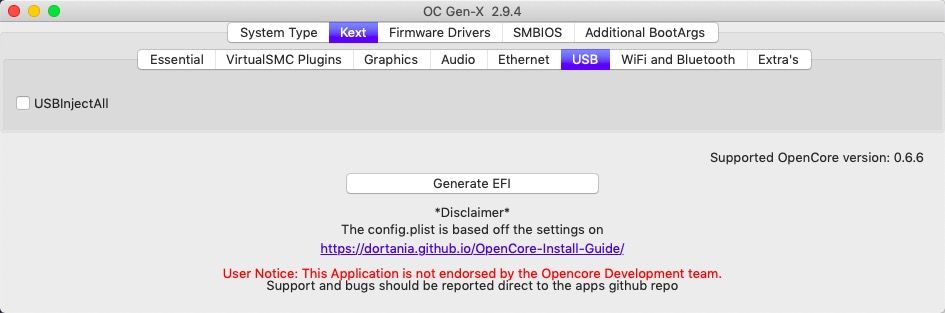 OC Gen-X 2.9.4
System Type Kext Firmware Drivers SMBIOS Additional BootArgs
Essential VirtualSMC Plugins Graphics Audio Ethernet USB WiFi and Bluetooth Extra's
USBInjectAll
Supported OpenCore version: 0.6.6
Generate EFI
*Disclaimer*
The config.plist is based off the settings on
https://dortania.github.io/OpenCore-Install-Guide/
User Notice: This Application is not endorsed by the Opencore Development team.
Support and bugs should be reported direct to the apps github repo